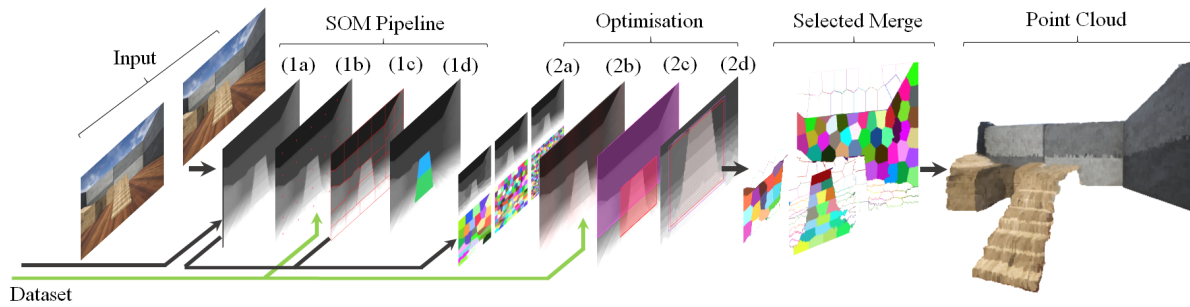 SOM Pipeline
Optimisation
Selected Merge
Point Cloud
Input
(1a) (1b) (1c) (1d)
(2a) (2b) (2c) (2d)
Dataset